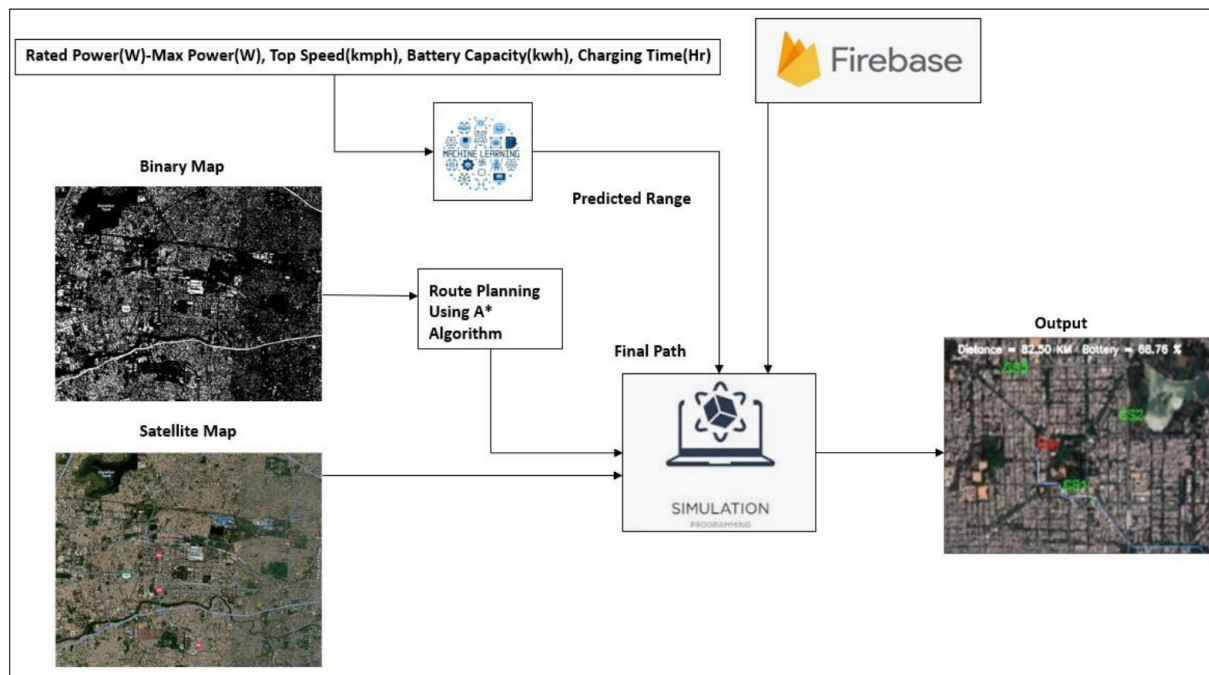 Rated Power(W)-Max Power(W), Top Speed(kmph), Battery Capacity(kwh), Charging Time(Hr)
Firebase
MACHINE LEARNING
Binary Map
Predicted Range
Route Planning
Using A*
Algorithm
Final Path
Output
Distance = 82.50 KM Battery = 68.76 %
CS3
CS2
Car
CS1
SIMULATION
PROGRAMMING
Satellite Map